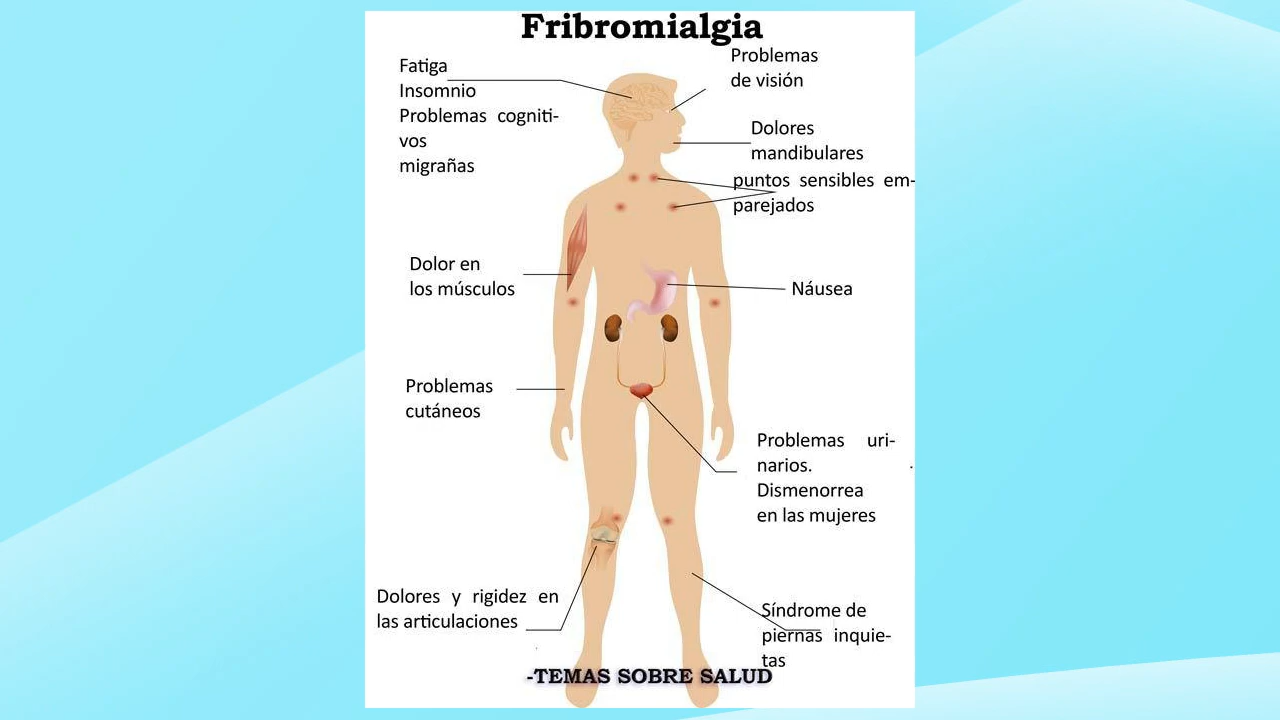 Fribromialgia
Fatiga
Insomnio
Problemas cogniti-
vos
migrañas
Problemas
de visión
Dolores
mandibulares
puntos sensibles em-
parejados
Dolor en
los músculos
Náusea
Problemas
cutáneos
Problemas uri-
narios.
Dismenorrea
en las mujeres
Dolores y rigidez en
las articulaciones
Síndrome de
piernas inquie-
tas
-TEMAS SOBRE SALUD